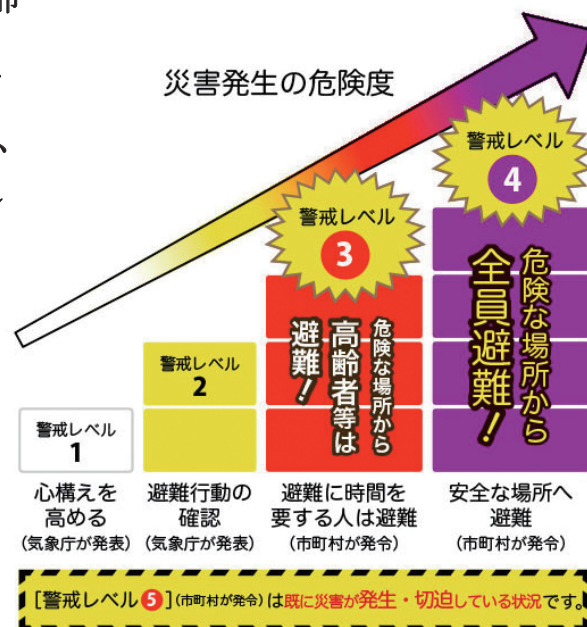 災害発生の危険度
警戒レベル
4
危険な場所から
全員避難！
警戒レベル
3
危険な場所から
高齢者等は
避難！
警戒レベル
2
警戒レベル
1
心構えを
高める
(気象庁が発表)
避難行動の
確認
(気象庁が発表)
避難に時間を
要する人は避難
(市町村が発令)
安全な場所へ
避難
(市町村が発令)
[警戒レベル5](市町村が発令)は既に災害が発生・切迫している状況です。